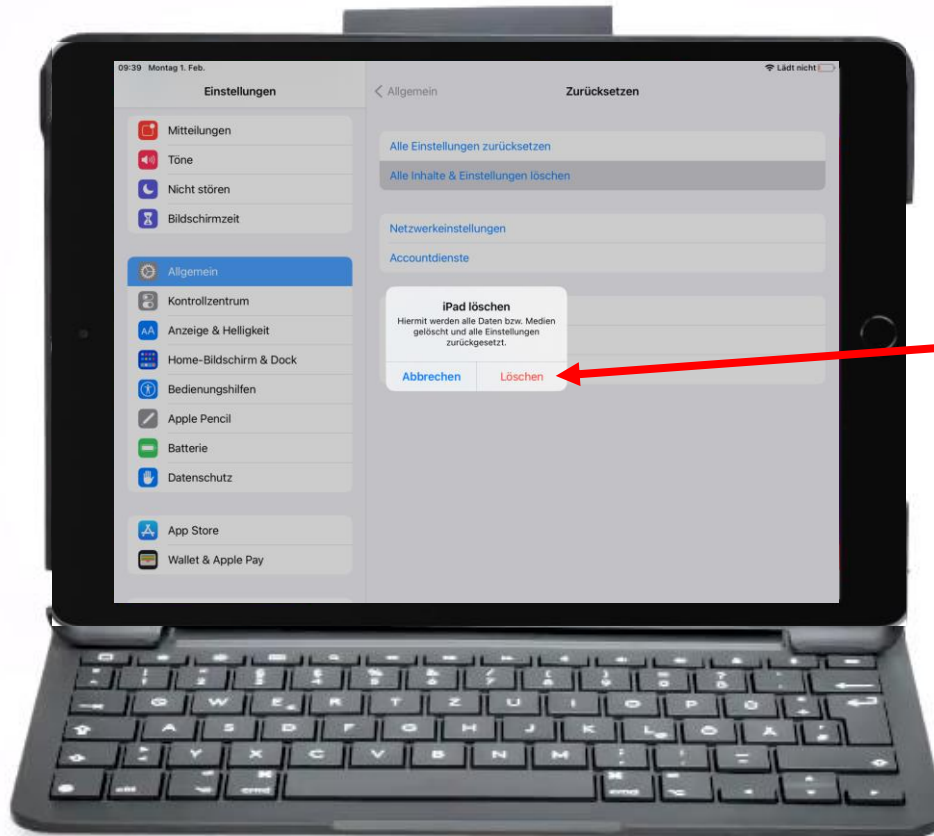 09:39 Montag 1. Feb.
Lädt nicht
Einstellungen
Mitteilungen
Töne
Nicht stören
Bildschirmzeit
Allgemein
Kontrollzentrum
Anzeige & Helligkeit
Home-Bildschirm & Dock
Bedienungshilfen
Apple Pencil
Batterie
Datenschutz
App Store
Wallet & Apple Pay
Allgemein
Zurücksetzen
Alle Einstellungen zurücksetzen
Alle Inhalte & Einstellungen löschen
Netzwerkeinstellungen
Accountdienste
iPad löschen
Hiermit werden alle Daten bzw. Medien
gelöscht und alle Einstellungen
zurückgesetzt.
Abbrechen Löschen
Q W E R T Z U I O P Ü
A S D F G H J K L Ö Ä
Y X C V B N M